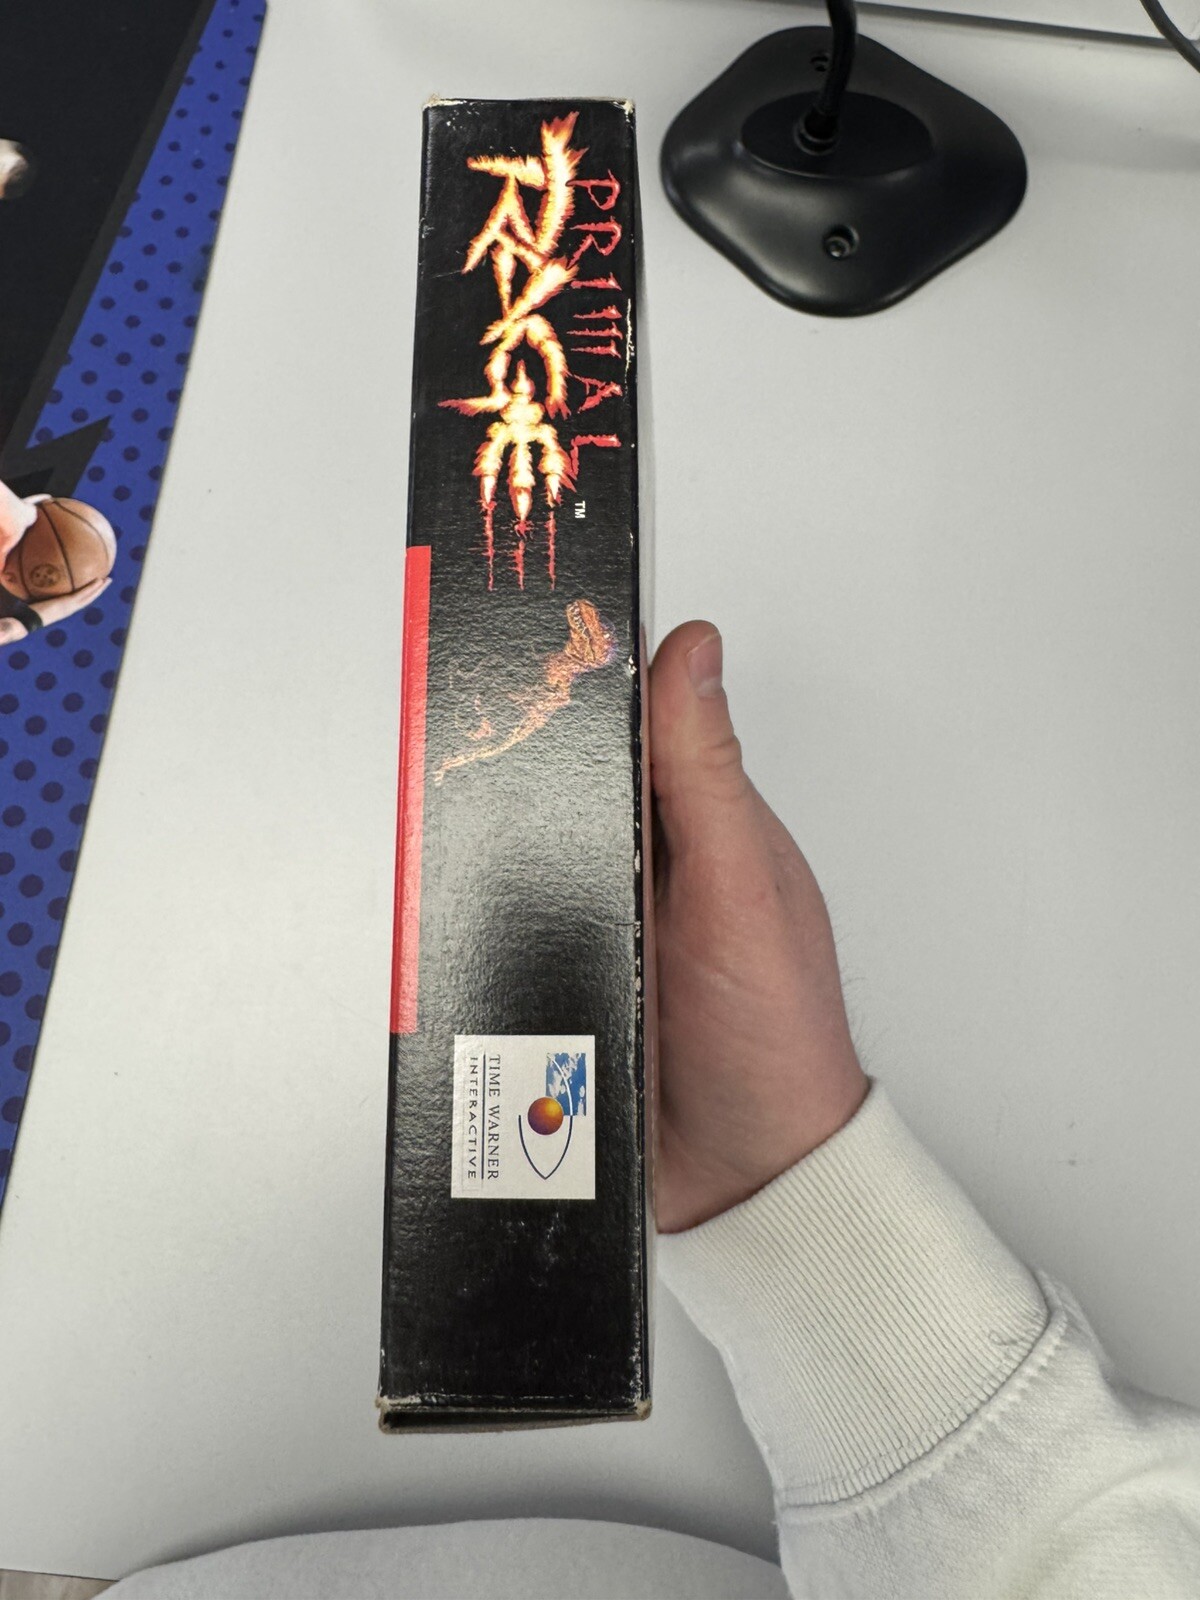 PRIMAL
RAGE
TM
TIME WARNER
INTERACTIVE